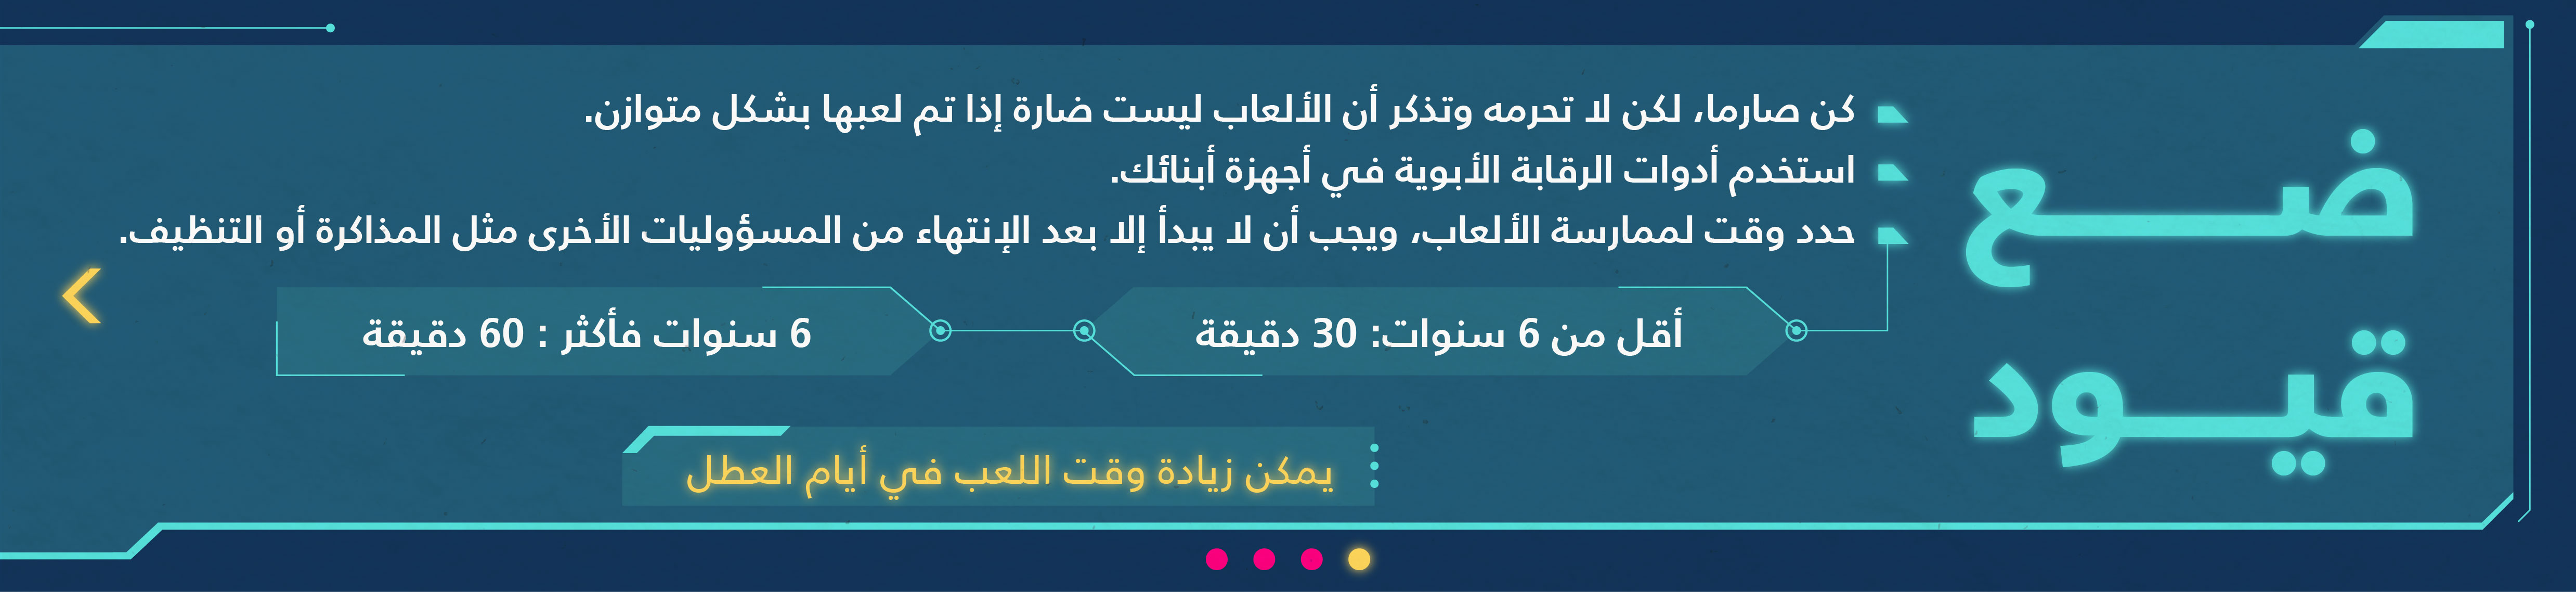 ضع
قيود
كن صارما، لكن لا تحرمه وتذكر أن الألعاب ليست ضارة إذا تم لعبها بشكل متوازن.
استخدم أدوات الرقابة الأبوية في أجهزة أبنائك.
حدد وقت لممارسة الألعاب، ويجب أن لا يبدأ إلا بعد الإنتهاء من المسؤوليات الأخرى مثل المذاكرة أو التنظيف.
أقل من 6 سنوات: 30 دقيقة
6 سنوات فأكثر : 60 دقيقة
يمكن زيادة وقت اللعب في أيام العطل